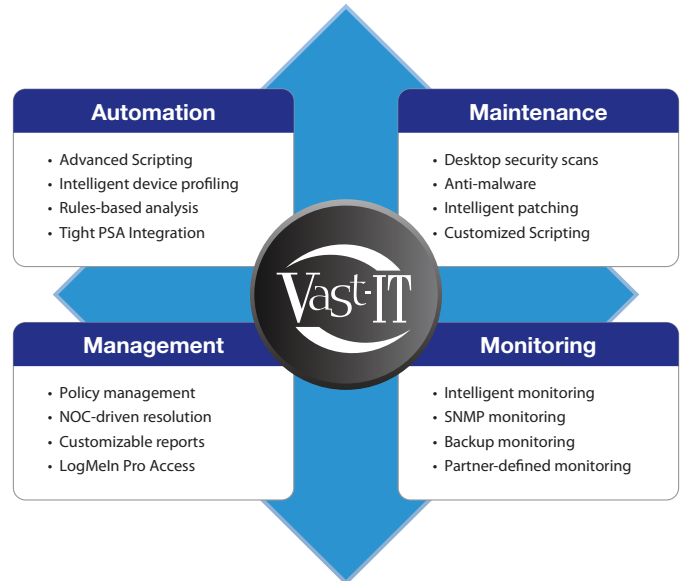 Automation
• Advanced Scripting
• Intelligent device profiling
• Rules-based analysis
• Tight PSA Integration
Maintenance
• Desktop security scans
• Anti-malware
• Intelligent patching
• Customized Scripting
Vast-IT
Management
• Policy management
• NOC-driven resolution
• Customizable reports
• LogMeIn Pro Access
Monitoring
• Intelligent monitoring
• SNMP monitoring
• Backup monitoring
• Partner-defined monitoring